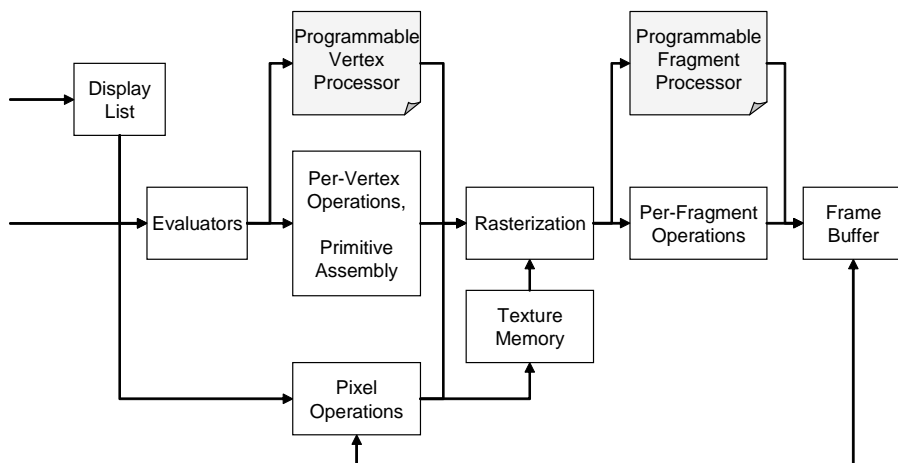 Programmable
Vertex
Processor
Programmable
Fragment
Processor
Display
List
Per-Vertex
Operations,
Primitive
Assembly
Evaluators
Rasterization
Per-Fragment
Operations
Frame
Buffer
Texture
Memory
Pixel
Operations